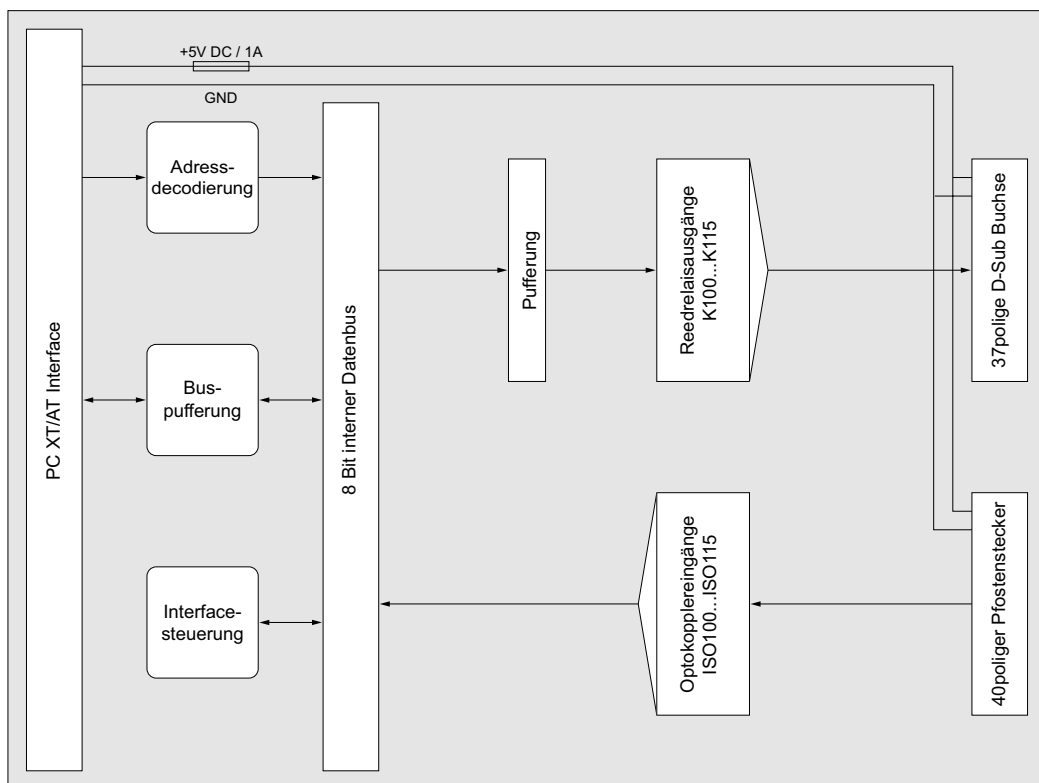 +5V DC / 1A
GND
PC XT/AT Interface
Adress-
decodierung
Bus-
pufferung
Interface-
steuerung
8 Bit interner Datenbus
Pufferung
Reedrelaisausgänge
K100...K115
37polige D-Sub Buchse
Optokopplereingänge
ISO100...ISO115
40poliger Pfostenstecker